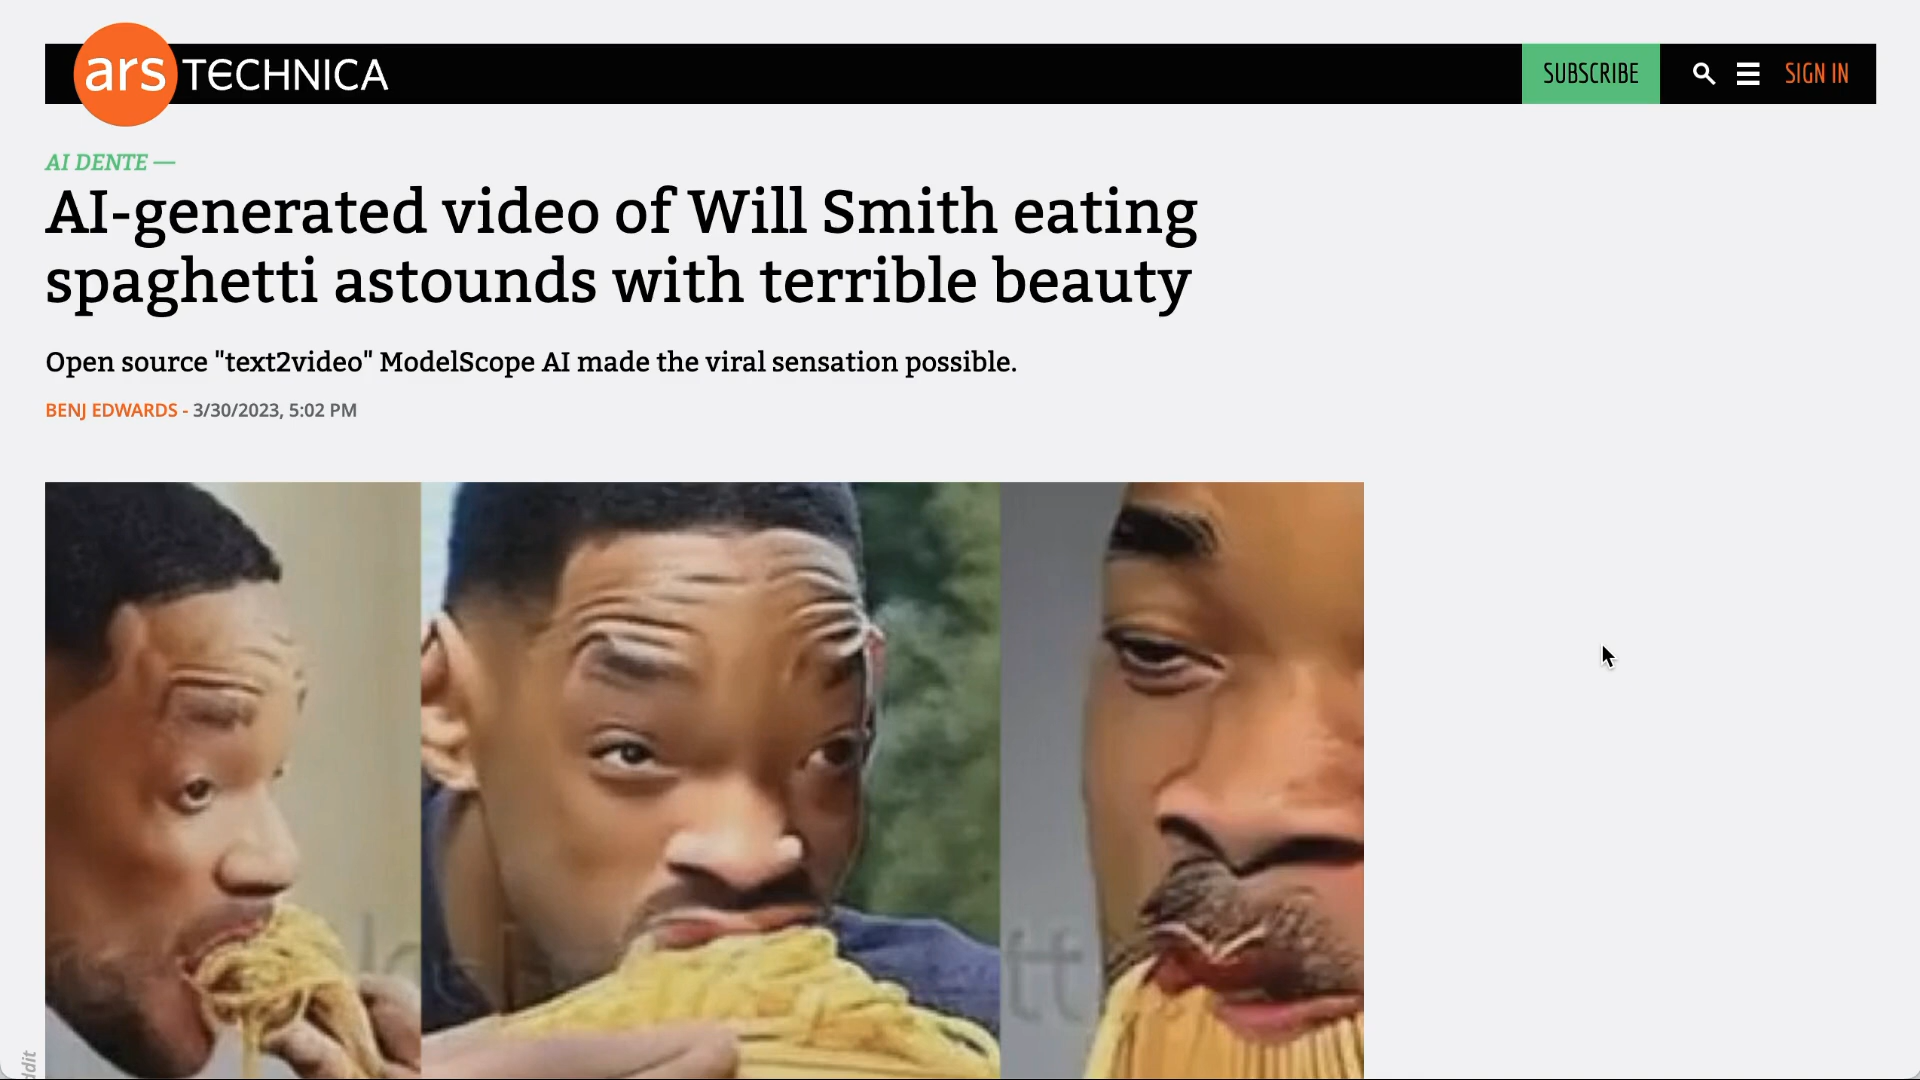 ars TECHNICA
SUBSCRIBE
SIGN IN
AI DENTE —
AI-generated video of Will Smith eating
spaghetti astounds with terrible beauty
Open source "text2video" ModelScope AI made the viral sensation possible.
BENJ EDWARDS - 3/30/2023, 5:02 PM